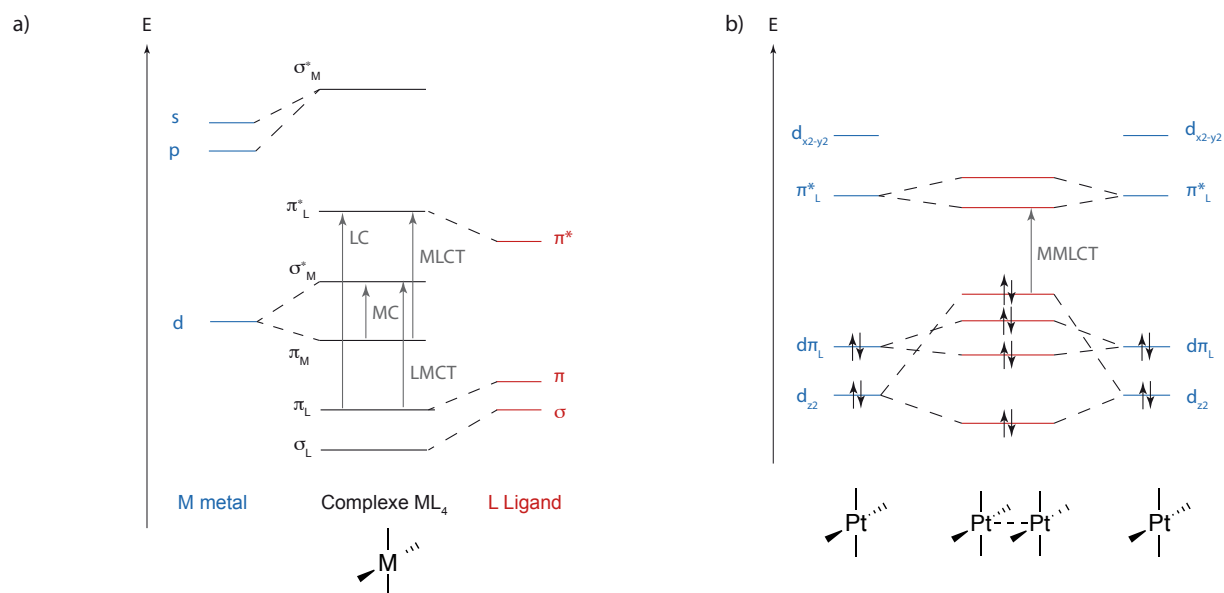 a)
E
σ*M
s
p
π*L
LC
MLCT
π*
σ*M
MC
d
πM
LMCT
π
πL
σ
σL
M metal
Complexe ML4
L Ligand
M
b)
E
dx2-y2
dx2-y2
π*L
π*L
MMLCT
dπL
dπL
dz2
dz2
Pt
Pt
Pt
Pt